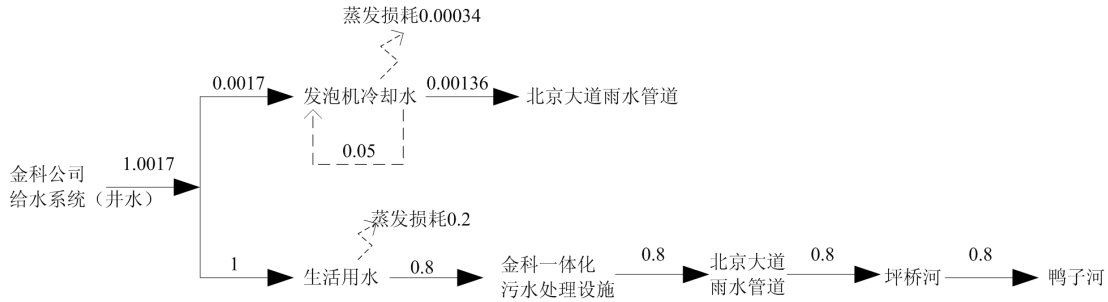 蒸发损耗0.00034
0.0017
发泡机冷却水
0.00136
北京大道雨水管道
0.05
金科公司
给水系统（井水）
1.0017
蒸发损耗0.2
1
生活用水
0.8
金科一体化
污水处理设施
0.8
北京大道
雨水管道
0.8
坪桥河
0.8
鸭子河